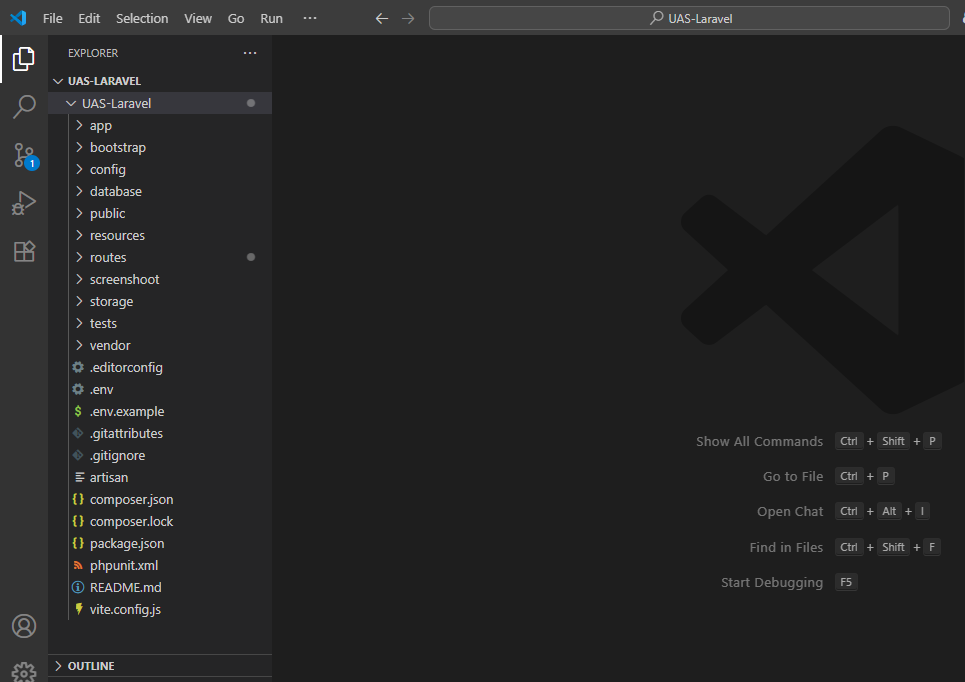 File Edit Selection View Go Run ···
UAS-Laravel
EXPLORER
UAS-LARAVEL
UAS-Laravel
app
bootstrap
config
database
public
resources
routes
screenshoot
storage
tests
vendor
.editorconfig
.env
.env.example
.gitattributes
.gitignore
artisan
composer.json
composer.lock
package.json
phpunit.xml
README.md
vite.config.js
OUTLINE
1
Show All Commands Ctrl + Shift + P
Go to File Ctrl + P
Open Chat Ctrl + Alt + I
Find in Files Ctrl + Shift + F
Start Debugging F5